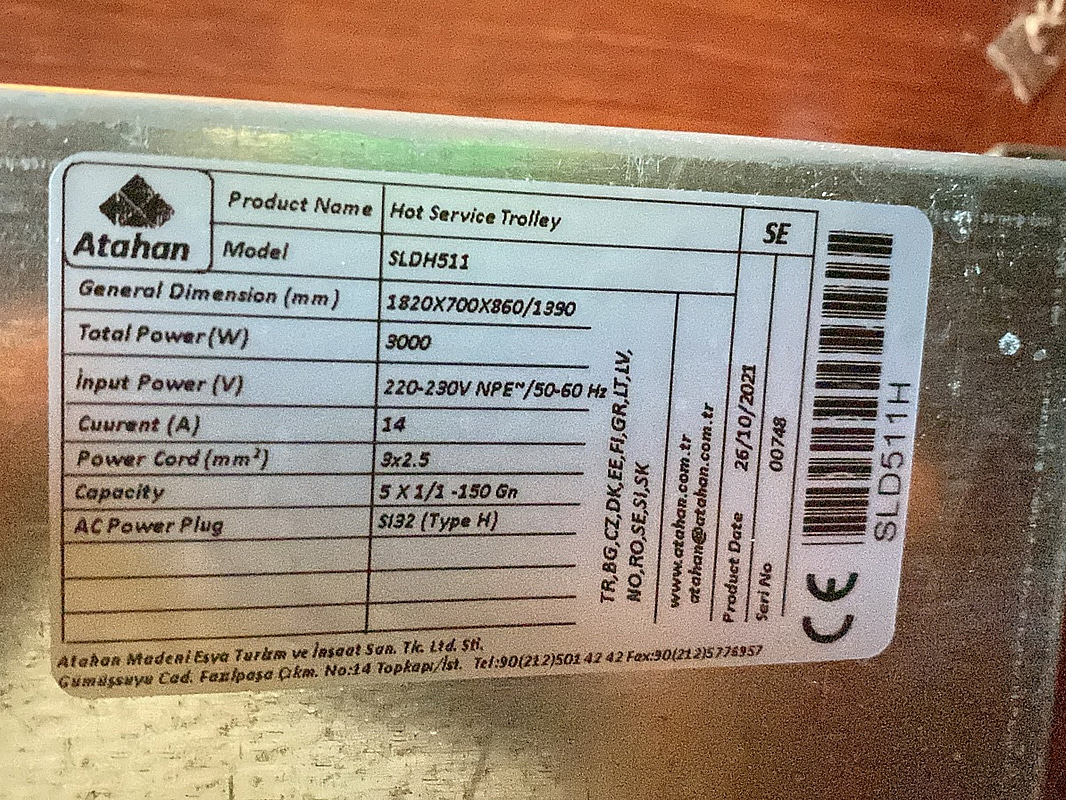 Atahan
Product Name Hot Service Trolley SE
Model SLDH511
General Dimension (mm) 1820X700X860/1390
Total Power (W) 3000
İnput Power (V) 220-230V NPE~/50-60 Hz
Cuurent (A) 14
Power Cord (mm²) 3x2.5
Capacity 5 X 1/1 -150 Gn
AC Power Plug SI32 (Type H)
TR,BG,CZ,DK,EE,FI,GR,LT,LV,
NO,RO,SE,SI,SK
www.atahan.com.tr
atahan@atahan.com.tr
Product Date 26/10/2021
Seri No 00748
SLD511H
CE
Atahan Madeni Eşya Turizm ve İnşaat San. Tic. Ltd. Şti.
Gümüşsuyu Cad. Fazılpaşa Çıkm. No:14 Topkapı/İst. Tel:90(212)501 42 42 Fax:90(212)5776957